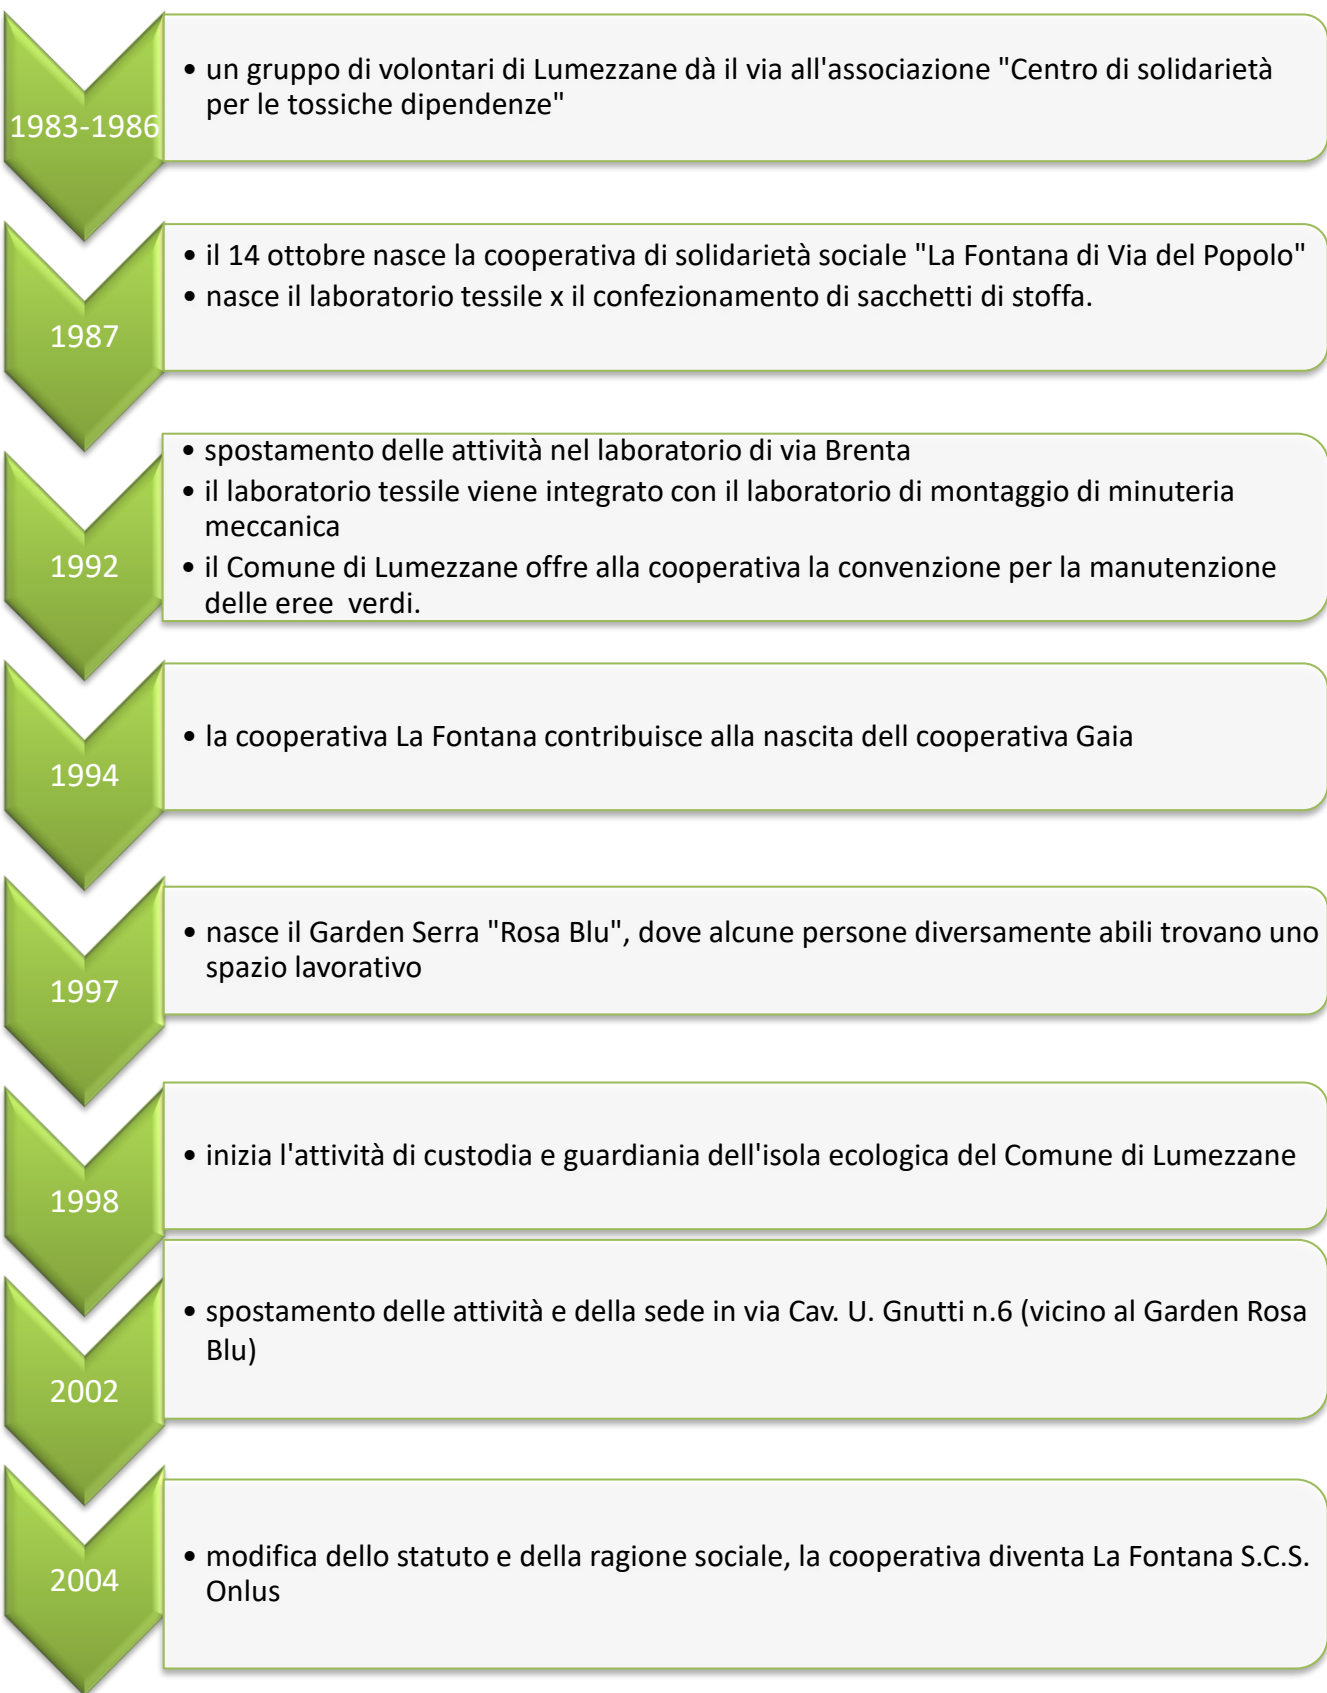 1983-1986
• un gruppo di volontari di Lumezzane dà il via all'associazione "Centro di solidarietà
per le tossiche dipendenze"
1987
• il 14 ottobre nasce la cooperativa di solidarietà sociale "La Fontana di Via del Popolo"
• nasce il laboratorio tessile x il confezionamento di sacchetti di stoffa.
1992
• spostamento delle attività nel laboratorio di via Brenta
• il laboratorio tessile viene integrato con il laboratorio di montaggio di minuteria
meccanica
• il Comune di Lumezzane offre alla cooperativa la convenzione per la manutenzione
delle eree  verdi.
1994
• la cooperativa La Fontana contribuisce alla nascita dell cooperativa Gaia
1997
• nasce il Garden Serra "Rosa Blu", dove alcune persone diversamente abili trovano uno
spazio lavorativo
1998
• inizia l'attività di custodia e guardiania dell'isola ecologica del Comune di Lumezzane
2002
• spostamento delle attività e della sede in via Cav. U. Gnutti n.6 (vicino al Garden Rosa
Blu)
2004
• modifica dello statuto e della ragione sociale, la cooperativa diventa La Fontana S.C.S.
Onlus